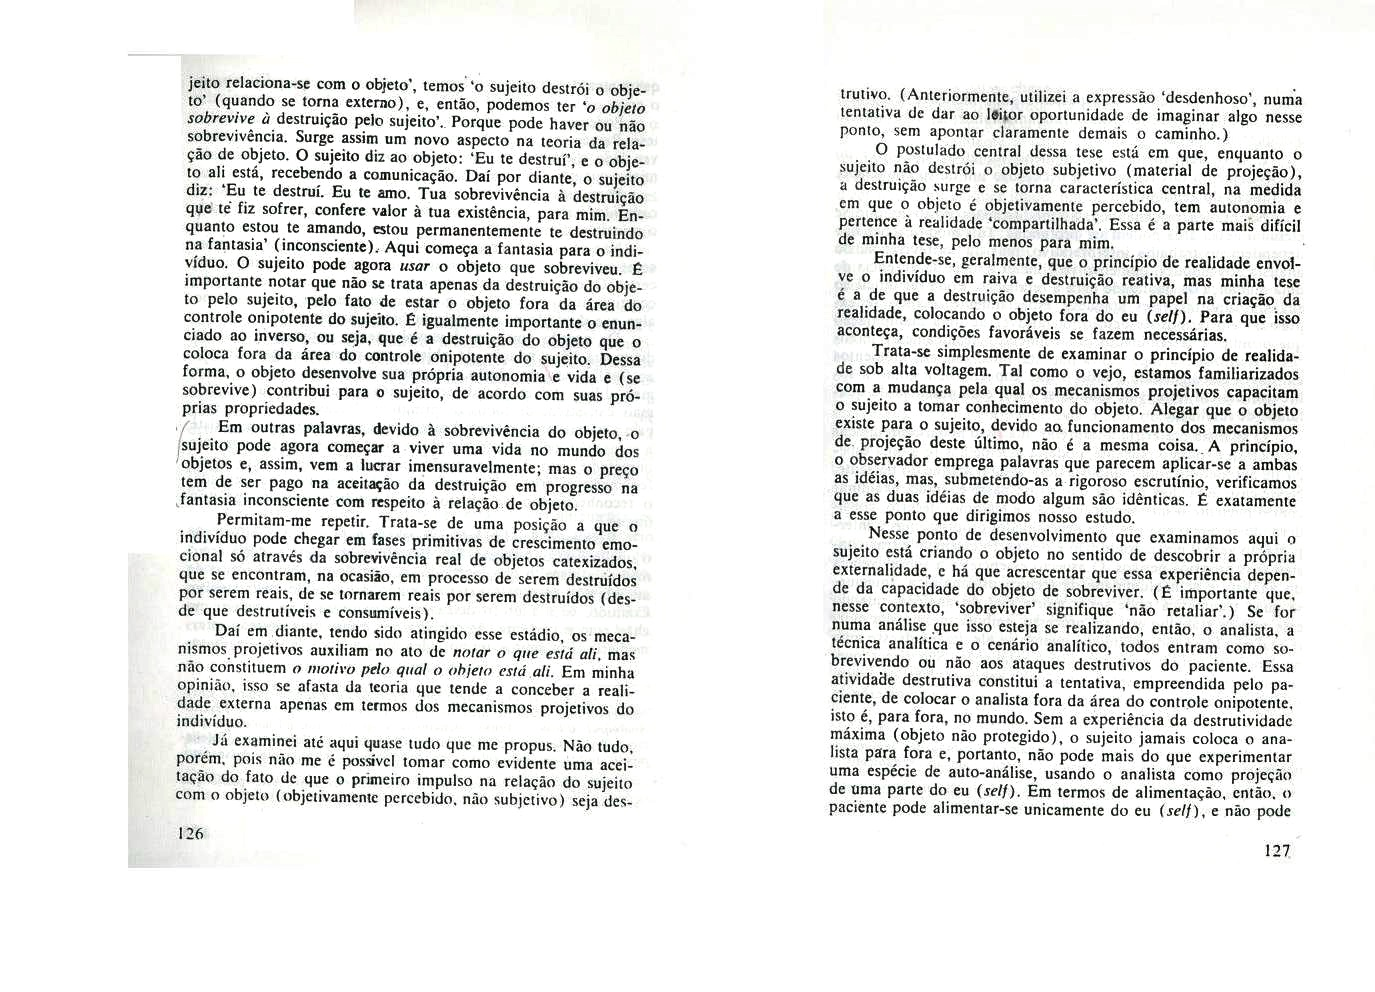 jeito relaciona-se com o objeto', temos 'o sujeito destrói o obje-
to' (quando se torna externo), e, então, podemos ter 'o objeto
sobrevive à destruição pelo sujeito'. Porque pode haver ou não
sobrevivência. Surge assim um novo aspecto na teoria da rela-
ção de objeto. O sujeito diz ao objeto: 'Eu te destruí', e o obje-
to ali está, recebendo a comunicação. Daí por diante, o sujeito
diz: 'Eu te destruí. Eu te amo. Tua sobrevivência à destruição
que te fiz sofrer, confere valor à tua existência, para mim. En-
quanto estou te amando, estou permanentemente te destruindo
na fantasia' (inconsciente). Aqui começa a fantasia para o indi-
víduo. O sujeito pode agora usar o objeto que sobreviveu. É
importante notar que não se trata apenas da destruição do obje-
to pelo sujeito, pelo fato de estar o objeto fora da área do
controle onipotente do sujeito. É igualmente importante o enun-
ciado ao inverso, ou seja, que é a destruição do objeto que o
coloca fora da área do controle onipotente do sujeito. Dessa
forma, o objeto desenvolve sua própria autonomia e vida e (se
sobrevive) contribui para o sujeito, de acordo com suas pró-
prias propriedades.
Em outras palavras, devido à sobrevivência do objeto, o
sujeito pode agora começar a viver uma vida no mundo dos
objetos e, assim, vem a lucrar imensuravelmente; mas o preço
tem de ser pago na aceitação da destruição em progresso na
fantasia inconsciente com respeito à relação de objeto.
Permitam-me repetir. Trata-se de uma posição a que o
indivíduo pode chegar em fases primitivas de crescimento emo-
cional só através da sobrevivência real de objetos catexizados,
que se encontram, na ocasião, em processo de serem destruídos
por serem reais, de se tornarem reais por serem destruídos (des-
de que destrutíveis e consumíveis).
Daí em diante, tendo sido atingido esse estádio, os meca-
nismos projetivos auxiliam no ato de notar o que está ali, mas
não constituem o motivo pelo qual o objeto está ali. Em minha
opinião, isso se afasta da teoria que tende a conceber a reali-
dade externa apenas em termos dos mecanismos projetivos do
indivíduo.
Já examinei até aqui quase tudo que me propus. Não tudo,
porém, pois não me é possível tomar como evidente uma acei-
tação do fato de que o primeiro impulso na relação do sujeito
com o objeto (objetivamente percebido, não subjetivo) seja des-
126
trutivo. (Anteriormente, utilizei a expressão 'desdenhoso', numa
tentativa de dar ao leitor oportunidade de imaginar algo nesse
ponto, sem apontar claramente demais o caminho.)
O postulado central dessa tese está em que, enquanto o
sujeito não destrói o objeto subjetivo (material de projeção),
a destruição surge e se torna característica central, na medida
em que o objeto é objetivamente percebido, tem autonomia e
pertence à realidade 'compartilhada'. Essa é a parte mais difícil
de minha tese, pelo menos para mim.
Entende-se, geralmente, que o princípio de realidade envol-
ve o indivíduo em raiva e destruição reativa, mas minha tese
é a de que a destruição desempenha um papel na criação da
realidade, colocando o objeto fora do eu (self). Para que isso
aconteça, condições favoráveis se fazem necessárias.
Trata-se simplesmente de examinar o princípio de realida-
de sob alta voltagem. Tal como o vejo, estamos familiarizados
com a mudança pela qual os mecanismos projetivos capacitam
o sujeito a tomar conhecimento do objeto. Alegar que o objeto
existe para o sujeito, devido ao funcionamento dos mecanismos
de projeção deste último, não é a mesma coisa. A princípio,
o observador emprega palavras que parecem aplicar-se a ambas
as idéias, mas, submetendo-as a rigoroso escrutínio, verificamos
que as duas idéias de modo algum são idênticas. É exatamente
a esse ponto que dirigimos nosso estudo.
Nesse ponto de desenvolvimento que examinamos aqui o
sujeito está criando o objeto no sentido de descobrir a própria
externalidade, e há que acrescentar que essa experiência depen-
de da capacidade do objeto de sobreviver. (É importante que,
nesse contexto, 'sobreviver' signifique 'não retaliar'.) Se for
numa análise que isso esteja se realizando, então, o analista, a
técnica analítica e o cenário analítico, todos entram como so-
brevivendo ou não aos ataques destrutivos do paciente. Essa
atividade destrutiva constitui a tentativa, empreendida pelo pa-
ciente, de colocar o analista fora da área do controle onipotente,
isto é, para fora, no mundo. Sem a experiência da destrutividade
máxima (objeto não protegido), o sujeito jamais coloca o ana-
lista para fora e, portanto, não pode mais do que experimentar
uma espécie de auto-análise, usando o analista como projeção
de uma parte do eu (self). Em termos de alimentação, então, o
paciente pode alimentar-se unicamente do eu (self), e não pode
127